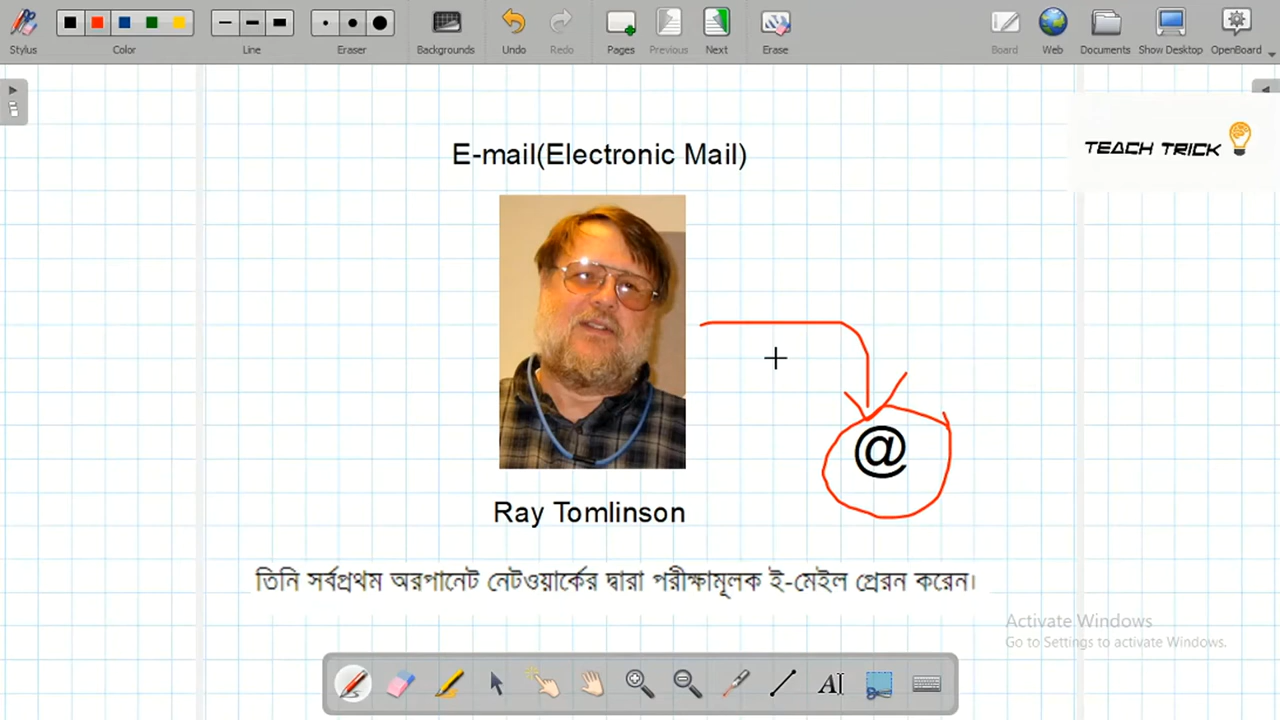 Stylus
Color
Line
Eraser
Backgrounds
Undo
Redo
Pages
Previous
Next
Erase
Board
Web
Documents
Show Desktop
OpenBoard
TEACH TRICK
E-mail(Electronic Mail)
@
Ray Tomlinson
তিনি সর্বপ্রথম অরপানেট নেটওয়ার্কের দ্বারা পরীক্ষামূলক ই-মেইল প্রেরন করেন।
Activate Windows
Go to Settings to activate Windows.
AI